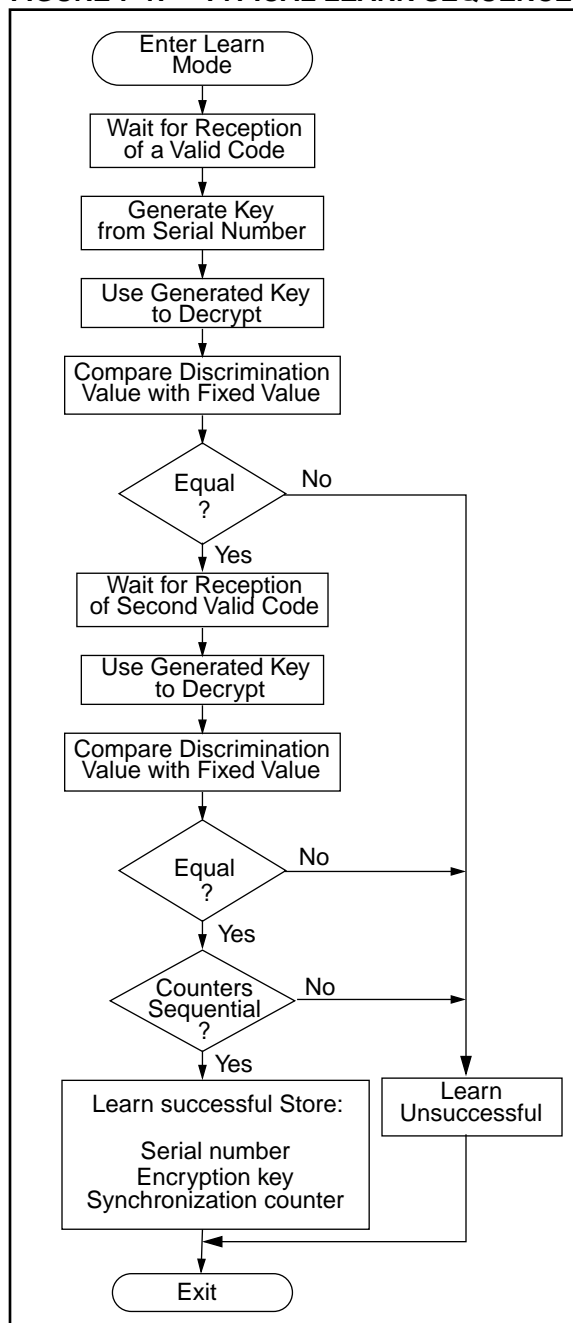 Enter Learn
Mode
Wait for Reception
of a Valid Code
Generate Key
from Serial Number
Use Generated Key
to Decrypt
Compare Discrimination
Value with Fixed Value
Equal
?
No
Yes
Wait for Reception
of Second Valid Code
Use Generated Key
to Decrypt
Compare Discrimination
Value with Fixed Value
Equal
?
No
Yes
Counters
Sequential
?
No
Yes
Learn successful Store:
Serial number
Encryption key
Synchronization counter
Learn
Unsuccessful
Exit